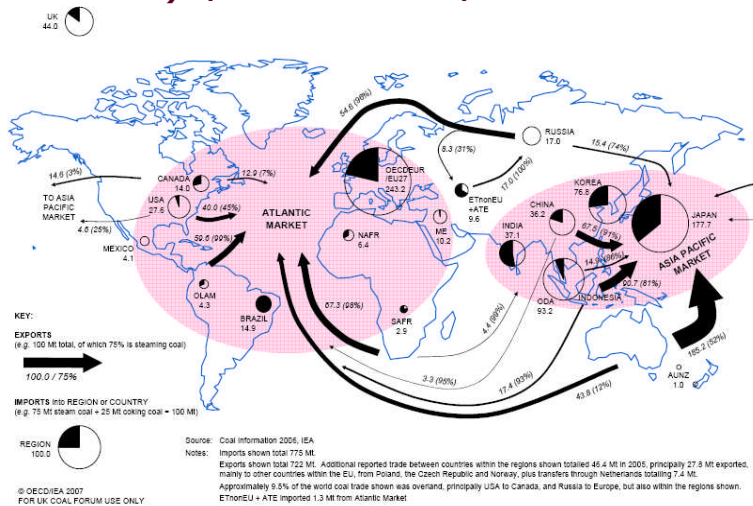 UK
44.0
54.6 (96%)
RUSSIA
17.0
15.4 (74%)
8.3 (31%)
17.0 (100%)
14.6 (3%)
CANADA
14.0
12.9 (7%)
OECDEUR
/EU27
243.2
ETnonEU
+ATE
9.6
KOREA
76.8
TO ASIA
PACIFIC
MARKET
USA
27.6
40.0 (45%)
ATLANTIC
MARKET
CHINA
36.2
JAPAN
177.7
4.6 (25%)
ME
10.2
INDIA
37.1
67.5 (91%)
MEXICO
4.1
59.6 (99%)
NAFR
6.4
ASIA PACIFIC
MARKET
90.7 (81%)
INDONESIA
OLAM
4.3
BRAZIL
14.9
67.3 (98%)
SAFR
2.9
4.4 (99%)
ODA
93.2
KEY:
EXPORTS
(e.g. 100 Mt total, of which 75% is steaming coal)
100.0 / 75%
3.3 (95%)
17.4 (93%)
43.8 (12%)
185.2 (52%)
AUNZ
1.0
IMPORTS into REGION or COUNTRY
(e.g. 75 Mt steam coal + 25 Mt coking coal = 100 Mt)
REGION
100.0
Source: Coal Information 2006, IEA
Notes: Imports shown total 775 Mt.
Exports shown total 722 Mt. Additional reported trade between countries within the regions shown totalled 46.4 Mt in 2005, principally 27.8 Mt exported,
mainly to other countries within the EU, from Poland, the Czech Republic and Norway, plus transfers through Netherlands totalling 7.4 Mt.
Approximately 9.5% of the world coal trade shown was overland, principally USA to Canada, and Russia to Europe, but also within the regions shown.
ETnonEU + ATE imported 1.3 Mt from Atlantic Market
© OECD/IEA 2007
FOR UK COAL FORUM USE ONLY